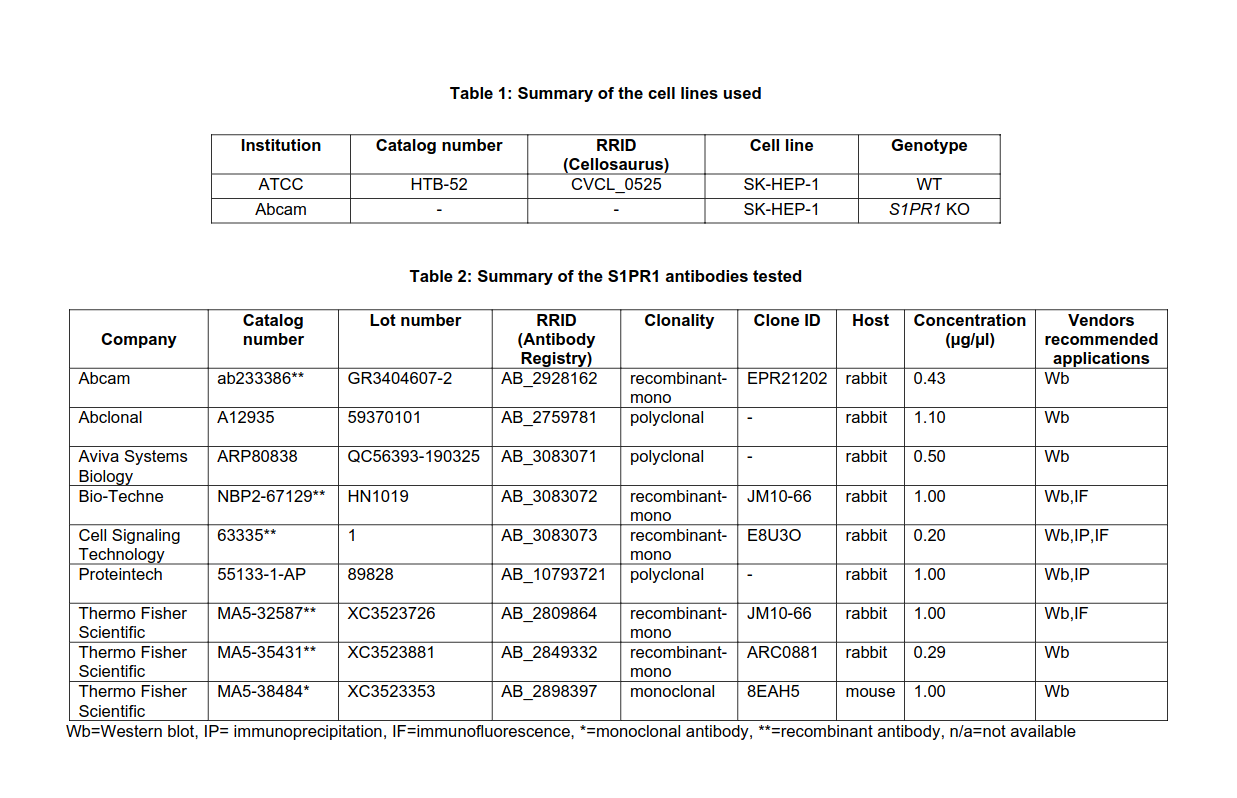 Table 1: Summary of the cell lines used
Institution Catalog number RRID (Cellosaurus) Cell line Genotype
ATCC HTB-52 CVCL_0525 SK-HEP-1 WT
Abcam - - SK-HEP-1 S1PR1 KO
Table 2: Summary of the S1PR1 antibodies tested
Company Catalog number Lot number RRID (Antibody Registry) Clonality Clone ID Host Concentration (µg/µl) Vendors recommended applications
Abcam ab233386** GR3404607-2 AB_2928162 recombinant-mono EPR21202 rabbit 0.43 Wb
Abclonal A12935 59370101 AB_2759781 polyclonal - rabbit 1.10 Wb
Aviva Systems Biology ARP80838 QC56393-190325 AB_3083071 polyclonal - rabbit 0.50 Wb
Bio-Techne NBP2-67129** HN1019 AB_3083072 recombinant-mono JM10-66 rabbit 1.00 Wb,IF
Cell Signaling Technology 63335** 1 AB_3083073 recombinant-mono E8U3O rabbit 0.20 Wb,IP,IF
Proteintech 55133-1-AP 89828 AB_10793721 polyclonal - rabbit 1.00 Wb,IP
Thermo Fisher Scientific MA5-32587** XC3523726 AB_2809864 recombinant-mono JM10-66 rabbit 1.00 Wb,IF
Thermo Fisher Scientific MA5-35431** XC3523881 AB_2849332 recombinant-mono ARC0881 rabbit 0.29 Wb
Thermo Fisher Scientific MA5-38484* XC3523353 AB_2898397 monoclonal 8EAH5 mouse 1.00 Wb
Wb=Western blot, IP= immunoprecipitation, IF=immunofluorescence, *=monoclonal antibody, **=recombinant antibody, n/a=not available